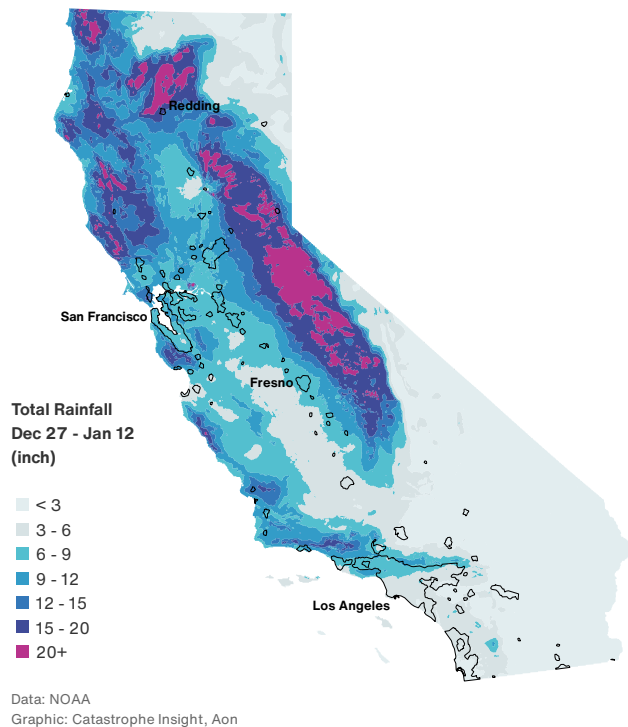 Redding
San Francisco
Fresno
Total Rainfall
Dec 27 - Jan 12
(inch)
< 3
3 - 6
6 - 9
9 - 12
12 - 15
15 - 20
20+
Los Angeles
Data: NOAA
Graphic: Catastrophe Insight, Aon